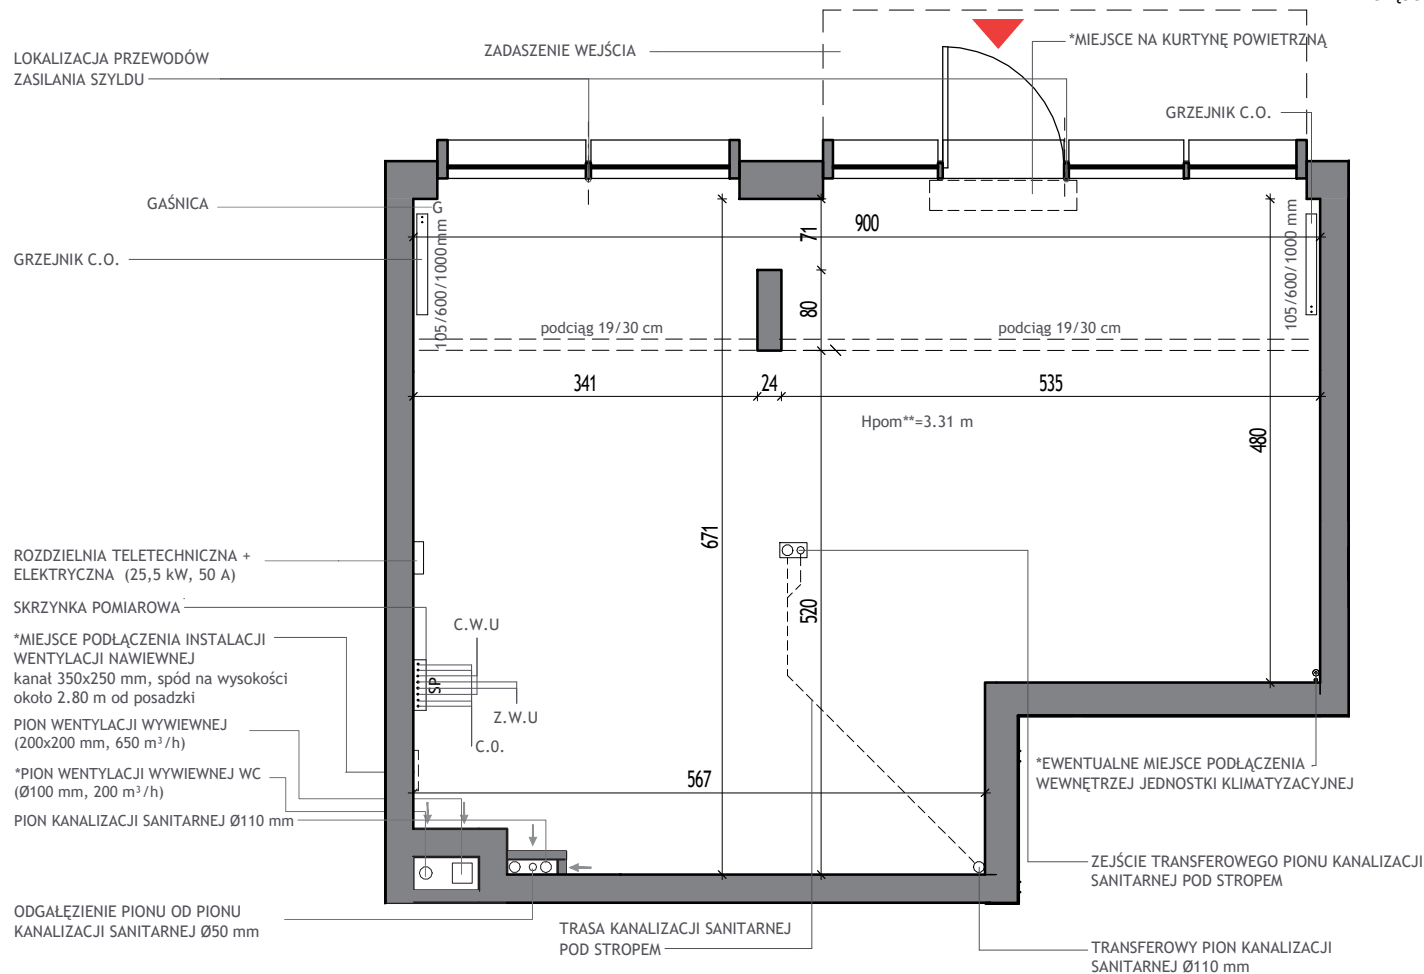 LOKALIZACJA PRZEWODÓW
ZASILANIA SZYLDU
ZADASZENIE WEJŚCIA
*MIEJSCE NA KURTYNĘ POWIETRZNĄ
GRZEJNIK C.O.
GAŚNICA
G
GRZEJNIK C.O.
105/600/1000mm
900
71
80
105/600/1000 mm
podciąg 19/30 cm
podciąg 19/30 cm
341
24
535
Hpom**=3.31 m
480
671
520
ROZDZIELNIA TELETECHNICZNA +
ELEKTRYCZNA (25,5 kW, 50 A)
SKRZYNKA POMIAROWA
*MIEJSCE PODŁĄCZENIA INSTALACJI
WENTYLACJI NAWIEWNEJ
kanał 350x250 mm, spód na wysokości
około 2.80 m od posadzki
C.W.U
SP
Z.W.U
C.O.
PION WENTYLACJI WYWIEWNEJ
(200x200 mm, 650 m³/h)
*PION WENTYLACJI WYWIEWNEJ WC
(Ø100 mm, 200 m³/h)
PION KANALIZACJI SANITARNEJ Ø110 mm
567
*EWENTUALNE MIEJSCE PODŁĄCZENIA
WEWNĘTRZEJ JEDNOSTKI KLIMATYZACYJNEJ
ZEJŚCIE TRANSFEROWEGO PIONU KANALIZACJI
SANITARNEJ POD STROPEM
ODGAŁĘZIENIE PIONU OD PIONU
KANALIZACJI SANITARNEJ Ø50 mm
TRASA KANALIZACJI SANITARNEJ
POD STROPEM
TRANSFEROWY PION KANALIZACJI
SANITARNEJ Ø110 mm